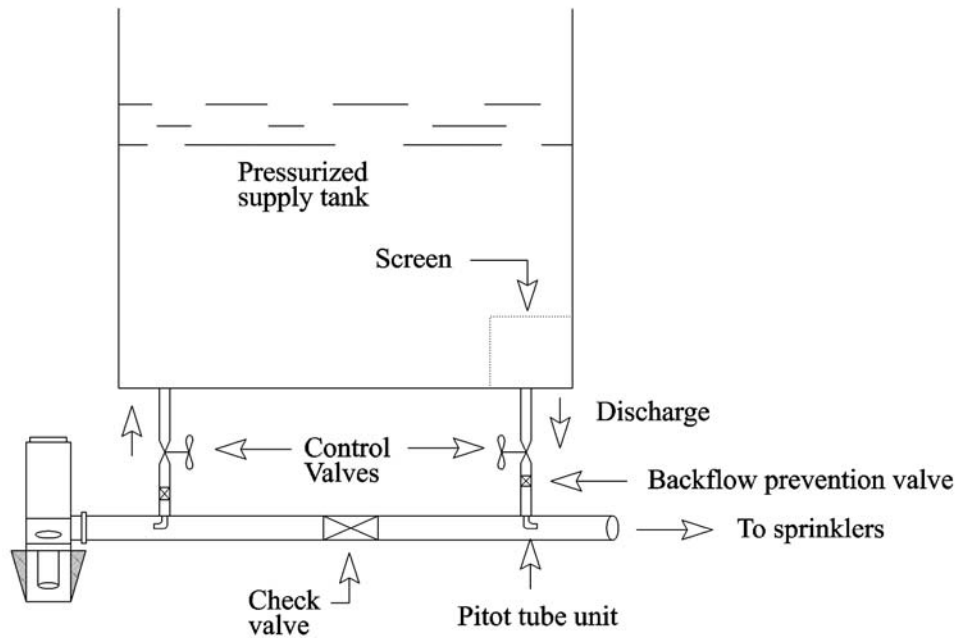 Pressurized
supply tank
Screen
Discharge
Control
Valves
Backflow prevention valve
To sprinklers
Check
valve
Pitot tube unit